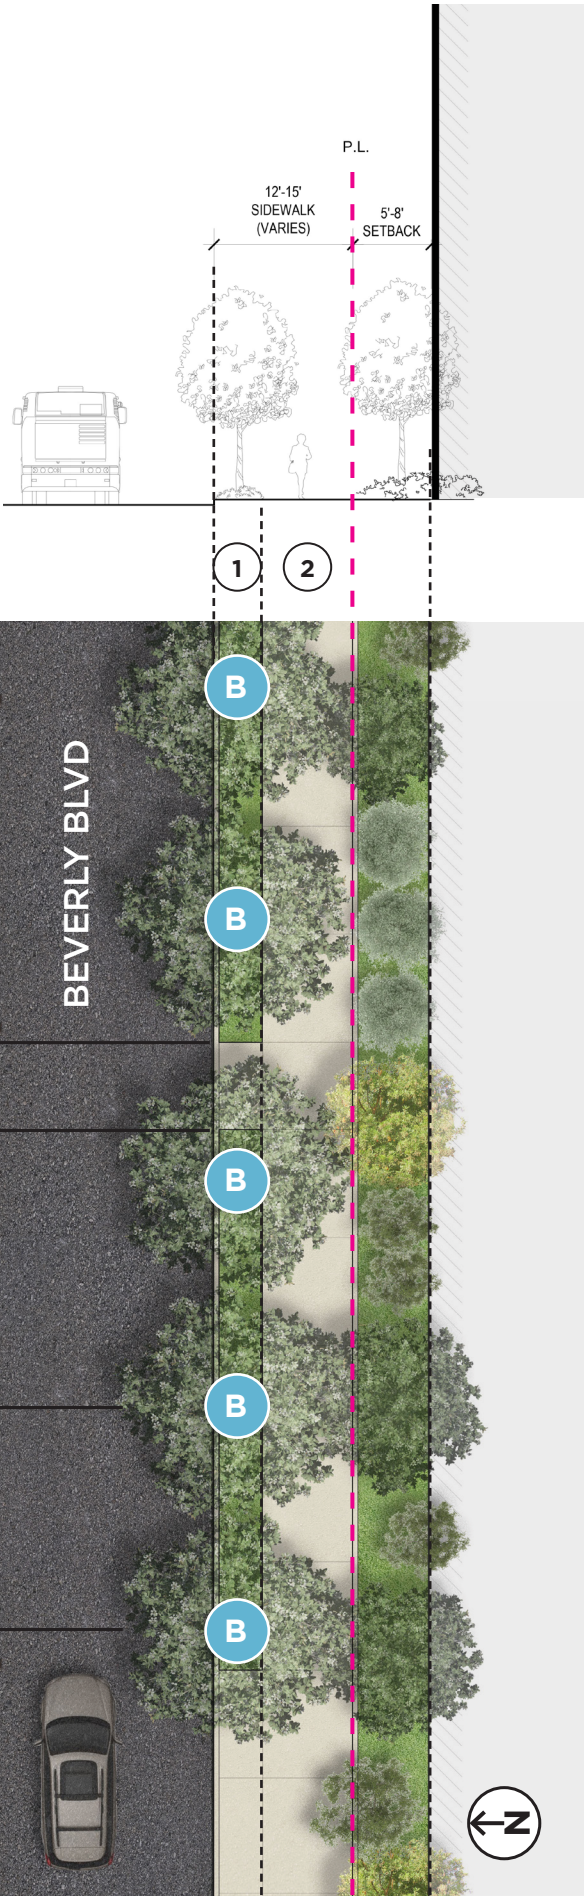 P.L.
12'-15'
SIDEWALK
(VARIES)
5'-8'
SETBACK
1
2
B
BEVERLY BLVD
B
B
B
B
N